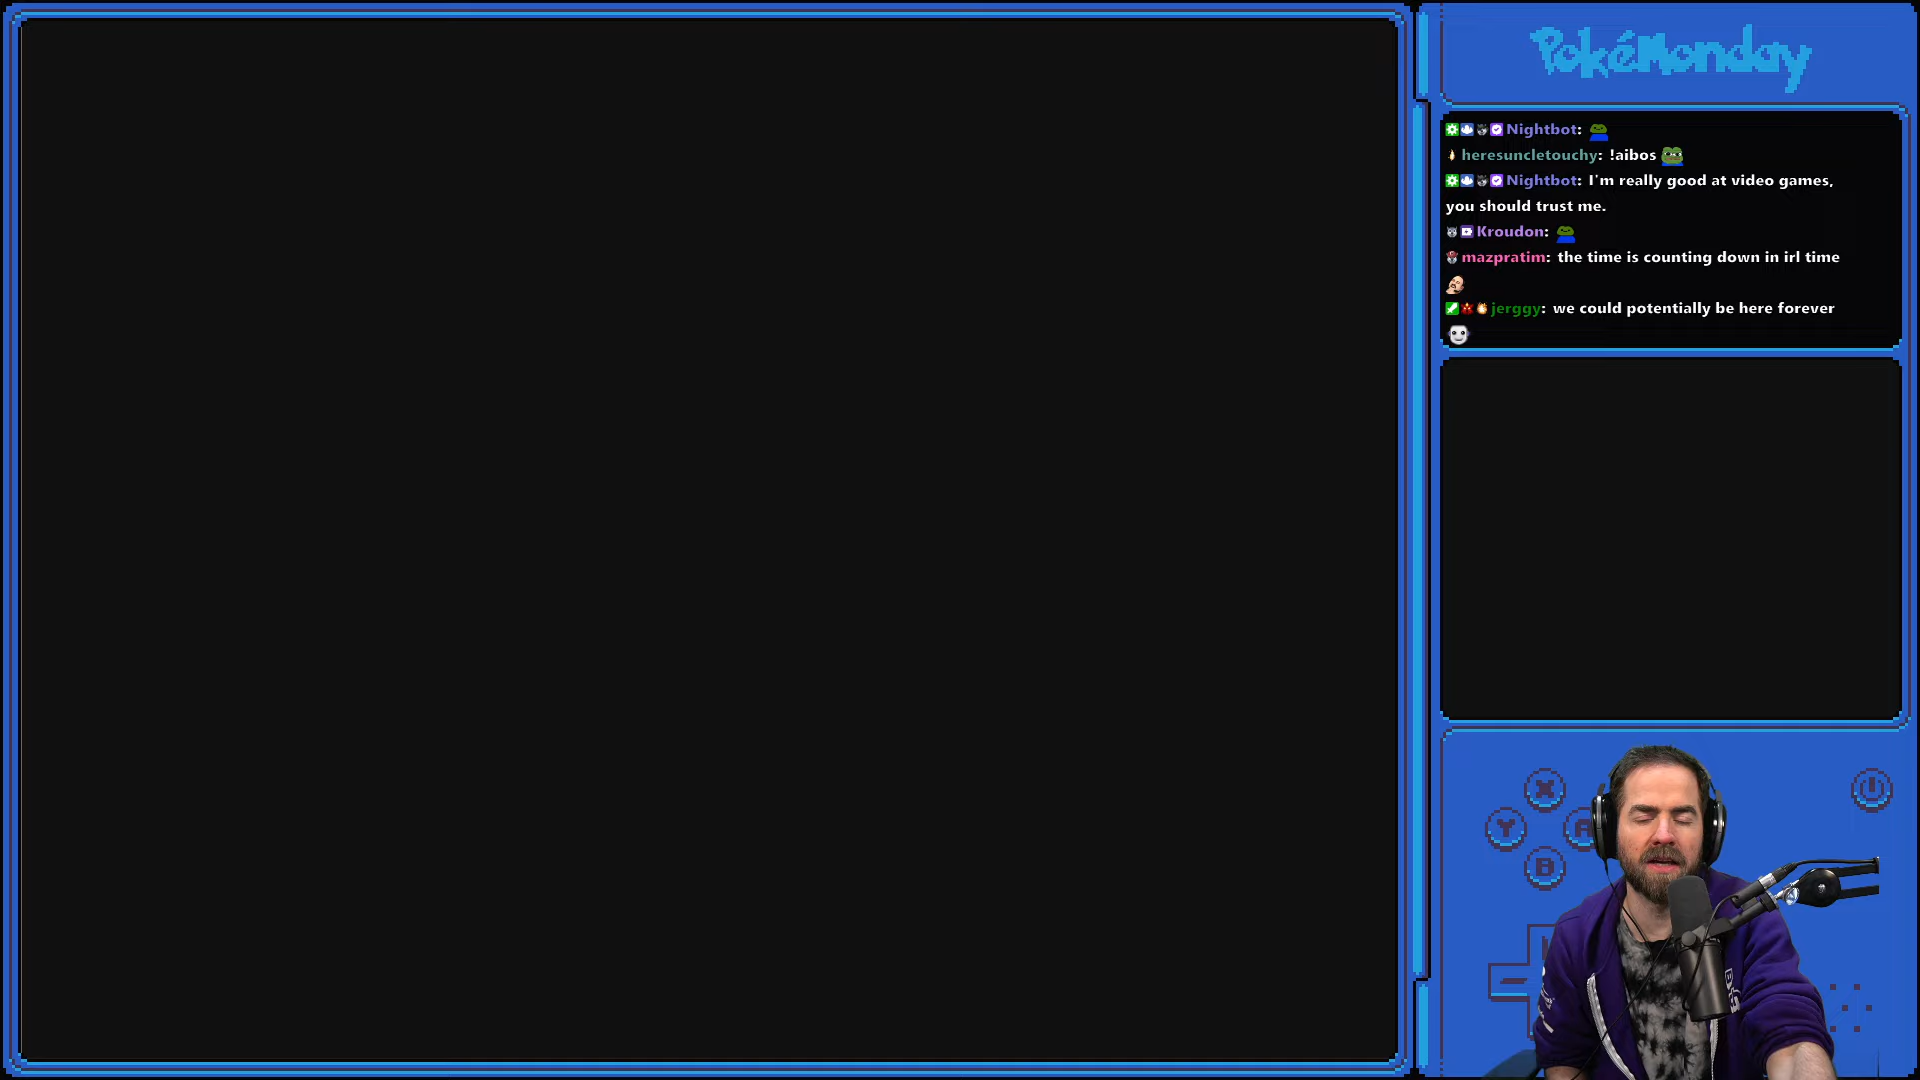 PokéMonday
Nightbot:
heresuncletouchy: !aibos
Nightbot: I'm really good at video games,
you should trust me.
Kroudon:
mazpratim: the time is counting down in irl time
jerggy: we could potentially be here forever
X
Y
A
B